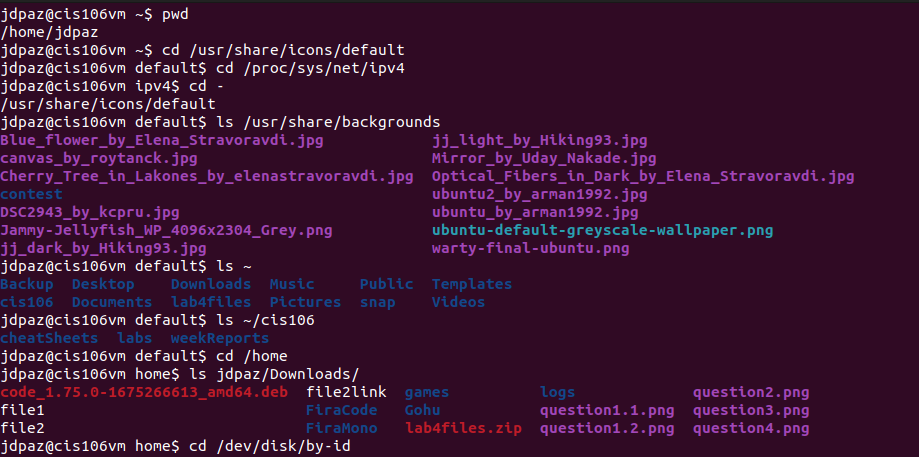 jdpaz@cis106vm ~$ pwd
/home/jdpaz
jdpaz@cis106vm ~$ cd /usr/share/icons/default
jdpaz@cis106vm default$ cd /proc/sys/net/ipv4
jdpaz@cis106vm ipv4$ cd -
/usr/share/icons/default
jdpaz@cis106vm default$ ls /usr/share/backgrounds
Blue_flower_by_Elena_Stravoravdi.jpg jj_light_by_Hiking93.jpg
canvas_by_roytanck.jpg Mirror_by_Uday_Nakade.jpg
Cherry_Tree_in_Lakones_by_elenastravoravdi.jpg Optical_Fibers_in_Dark_by_Elena_Stravoravdi.jpg
contest ubuntu2_by_arman1992.jpg
DSC2943_by_kcpru.jpg ubuntu_by_arman1992.jpg
Jammy-Jellyfish_WP_4096x2304_Grey.png ubuntu-default-greyscale-wallpaper.png
jj_dark_by_Hiking93.jpg warty-final-ubuntu.png
jdpaz@cis106vm default$ ls ~
Backup Desktop Downloads Music Public Templates
cis106 Documents lab4files Pictures snap Videos
jdpaz@cis106vm default$ ls ~/cis106
cheatSheets labs weekReports
jdpaz@cis106vm default$ cd /home
jdpaz@cis106vm home$ ls jdpaz/Downloads/
code_1.75.0-1675266613_amd64.deb file2link games logs question2.png
file1 FiraCode Gohu question1.1.png question3.png
file2 FiraMono lab4files.zip question1.2.png question4.png
jdpaz@cis106vm home$ cd /dev/disk/by-id